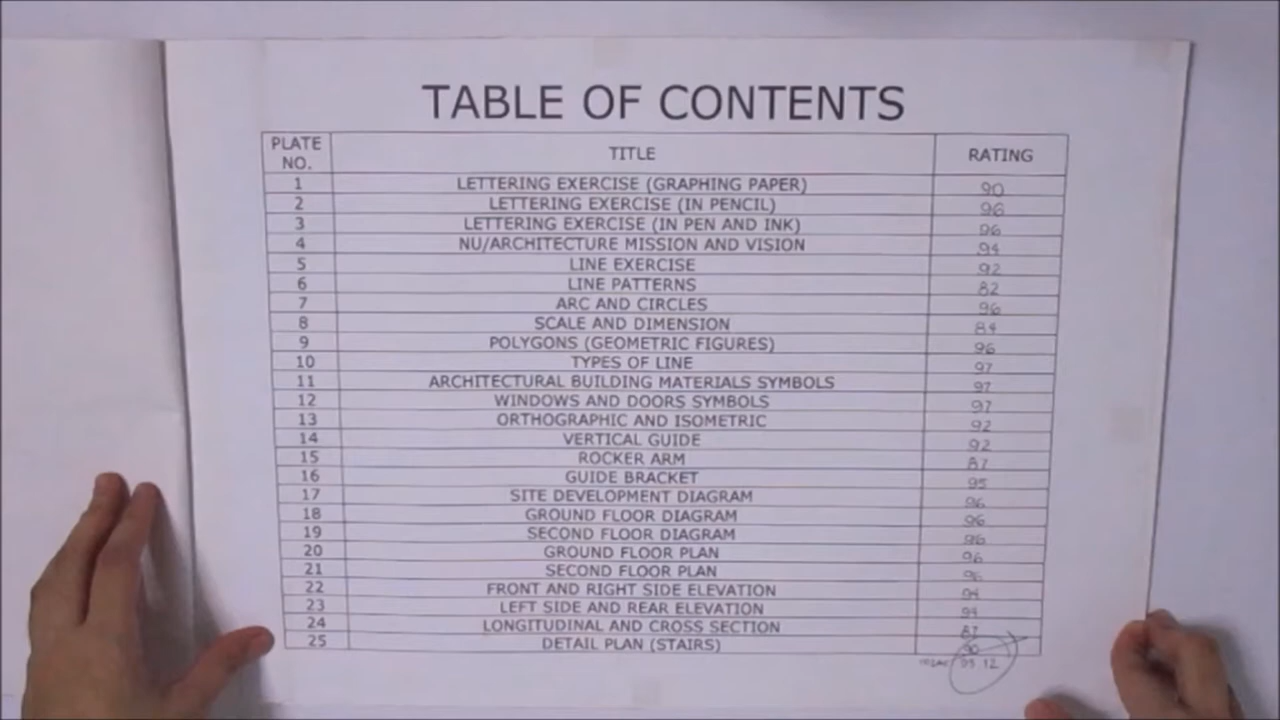 TABLE OF CONTENTS
PLATE NO. TITLE RATING
1 LETTERING EXERCISE (GRAPHING PAPER) 90
2 LETTERING EXERCISE (IN PENCIL) 96
3 LETTERING EXERCISE (IN PEN AND INK) 96
4 NU/ARCHITECTURE MISSION AND VISION 94
5 LINE EXERCISE 92
6 LINE PATTERNS 82
7 ARC AND CIRCLES 96
8 SCALE AND DIMENSION 84
9 POLYGONS (GEOMETRIC FIGURES) 96
10 TYPES OF LINE 97
11 ARCHITECTURAL BUILDING MATERIALS SYMBOLS 97
12 WINDOWS AND DOORS SYMBOLS 97
13 ORTHOGRAPHIC AND ISOMETRIC 92
14 VERTICAL GUIDE 92
15 ROCKER ARM 87
16 GUIDE BRACKET 95
17 SITE DEVELOPMENT DIAGRAM 96
18 GROUND FLOOR DIAGRAM 96
19 SECOND FLOOR DIAGRAM 96
20 GROUND FLOOR PLAN 96
21 SECOND FLOOR PLAN 96
22 FRONT AND RIGHT SIDE ELEVATION 94
23 LEFT SIDE AND REAR ELEVATION 94
24 LONGITUDINAL AND CROSS SECTION 87
25 DETAIL PLAN (STAIRS) 90
93.12